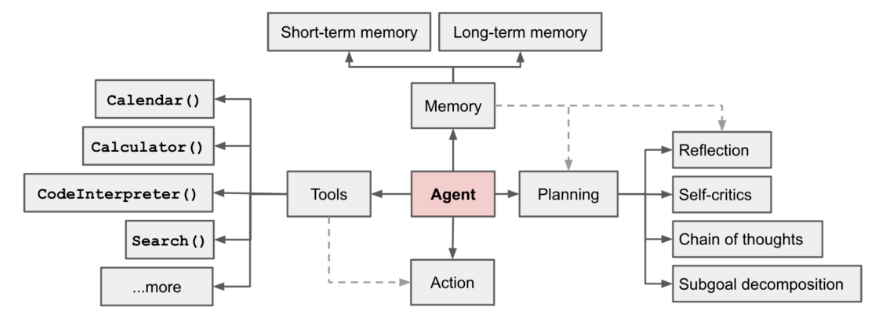 Short-term memory
Long-term memory
Calendar()
Memory
Calculator()
Reflection
CodeInterpreter()
Tools
Agent
Planning
Self-critics
Search()
Chain of thoughts
...more
Action
Subgoal decomposition